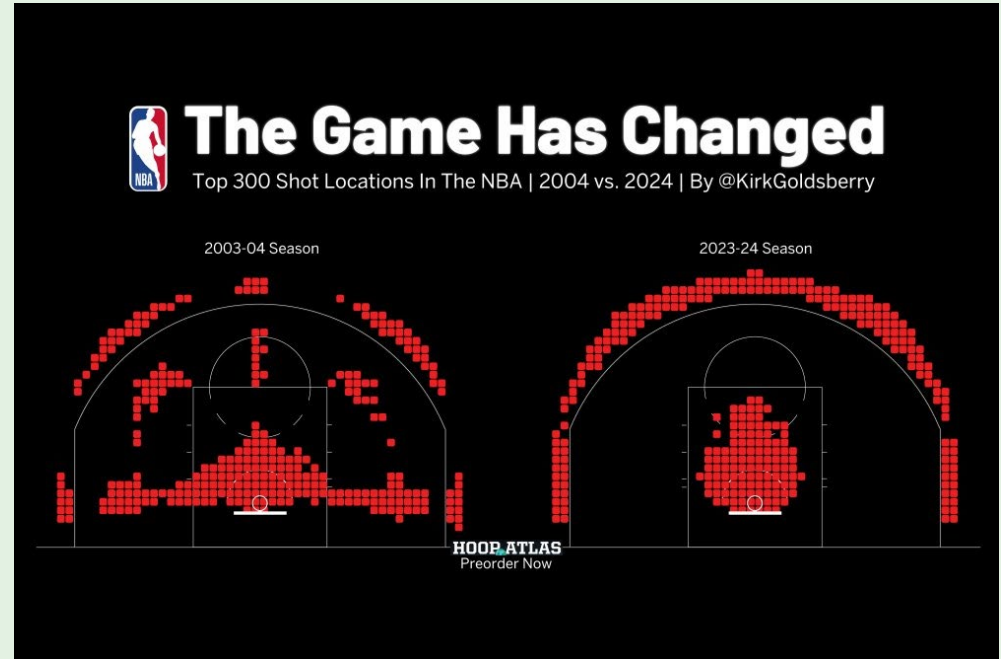 The Game Has Changed
NBA
Top 300 Shot Locations In The NBA | 2004 vs. 2024 | By @KirkGoldsberry
2003-04 Season
2023-24 Season
HOOP ATLAS
Preorder Now